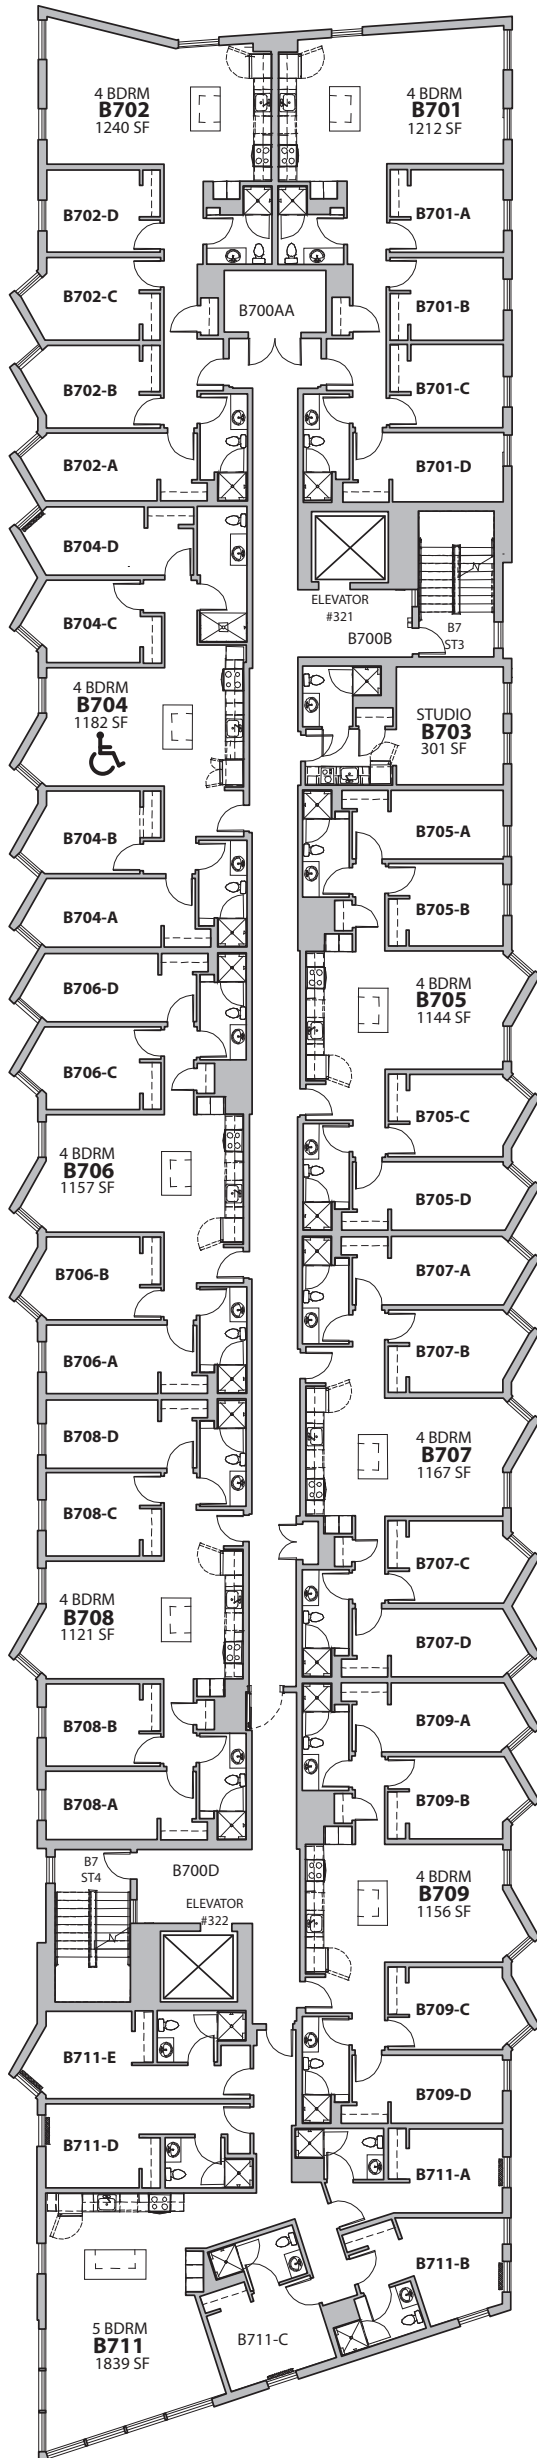 4 BDRM
B702
1240 SF
4 BDRM
B701
1212 SF
B702-D
B701-A
B702-C
B701-B
B700AA
B702-B
B701-C
B702-A
B701-D
B704-D
B704-C
ELEVATOR
#321
B700B
B7
ST3
4 BDRM
B704
1182 SF
STUDIO
B703
301 SF
B704-B
B705-A
B704-A
B705-B
B706-D
4 BDRM
B705
1144 SF
B706-C
B705-C
4 BDRM
B706
1157 SF
B705-D
B706-B
B707-A
B706-A
B707-B
B708-D
4 BDRM
B707
1167 SF
B708-C
B707-C
4 BDRM
B708
1121 SF
B707-D
B708-B
B709-A
B708-A
B709-B
B7
ST4
B700D
4 BDRM
B709
1156 SF
ELEVATOR
#322
B711-E
B709-C
B711-D
B709-D
B711-A
B711-B
5 BDRM
B711
1839 SF
B711-C